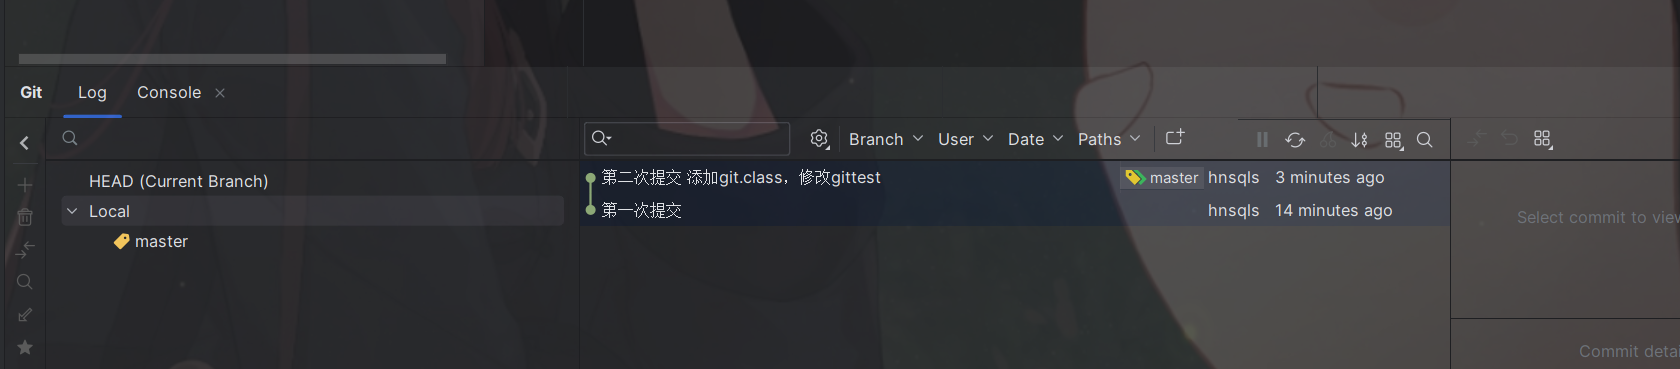 Git Log Console
Branch User Date Paths
HEAD (Current Branch)
Local
master
第二次提交 添加git.class，修改gittest master hnsqls 3 minutes ago
第一次提交 hnsqls 14 minutes ago
Select commit to view
Commit detai